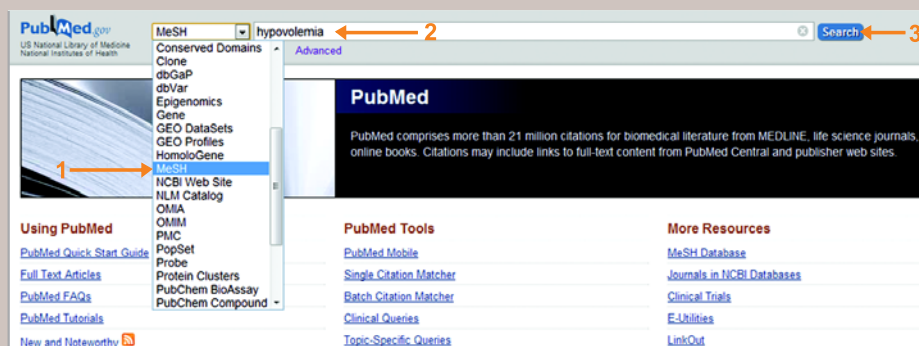 PubMed.gov
US National Library of Medicine
National Institutes of Health
MeSH
hypovolemia
2
Search
3
Advanced
Conserved Domains
Clone
dbGaP
dbVar
Epigenomics
Gene
GEO DataSets
GEO Profiles
HomoloGene
1
MeSH
NCBI Web Site
NLM Catalog
OMIA
OMIM
PMC
PopSet
Probe
Protein Clusters
PubChem BioAssay
PubChem Compound
PubMed
PubMed comprises more than 21 million citations for biomedical literature from MEDLINE, life science journals,
online books. Citations may include links to full-text content from PubMed Central and publisher web sites.
Using PubMed
PubMed Quick Start Guide
Full Text Articles
PubMed FAQs
PubMed Tutorials
New and Noteworthy
PubMed Tools
PubMed Mobile
Single Citation Matcher
Batch Citation Matcher
Clinical Queries
Topic-Specific Queries
More Resources
MeSH Database
Journals in NCBI Databases
Clinical Trials
E-Utilities
LinkOut